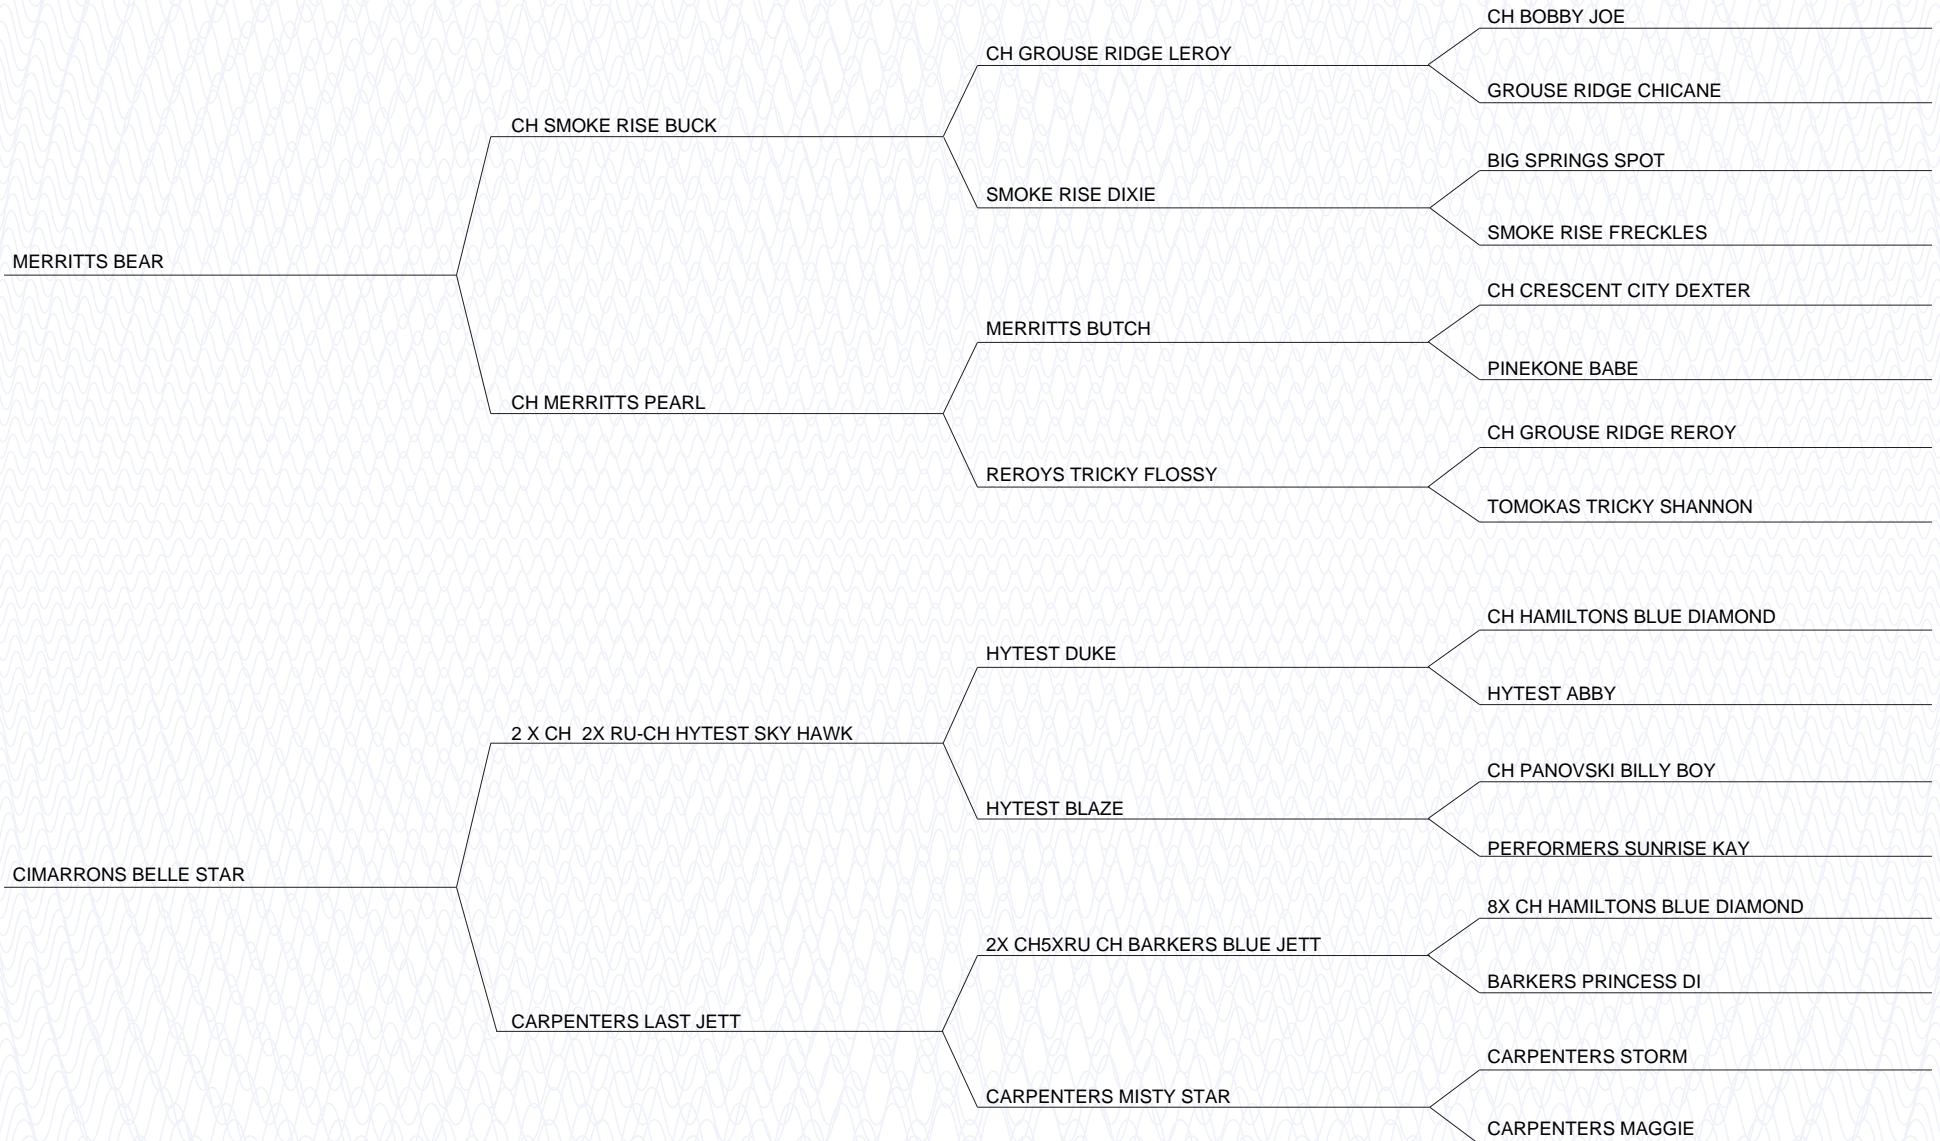 CH BOBBY JOE
CH GROUSE RIDGE LEROY
GROUSE RIDGE CHICANE
CH SMOKE RISE BUCK
BIG SPRINGS SPOT
SMOKE RISE DIXIE
SMOKE RISE FRECKLES
MERRITTS BEAR
CH CRESCENT CITY DEXTER
MERRITTS BUTCH
PINEKONE BABE
CH MERRITTS PEARL
CH GROUSE RIDGE REROY
REROYS TRICKY FLOSSY
TOMOKAS TRICKY SHANNON
CH HAMILTONS BLUE DIAMOND
HYTEST DUKE
HYTEST ABBY
2 X CH  2X RU-CH HYTEST SKY HAWK
CH PANOVSKI BILLY BOY
HYTEST BLAZE
PERFORMERS SUNRISE KAY
CIMARRONS BELLE STAR
8X CH HAMILTONS BLUE DIAMOND
2X CH5XRU CH BARKERS BLUE JETT
BARKERS PRINCESS DI
CARPENTERS LAST JETT
CARPENTERS STORM
CARPENTERS MISTY STAR
CARPENTERS MAGGIE